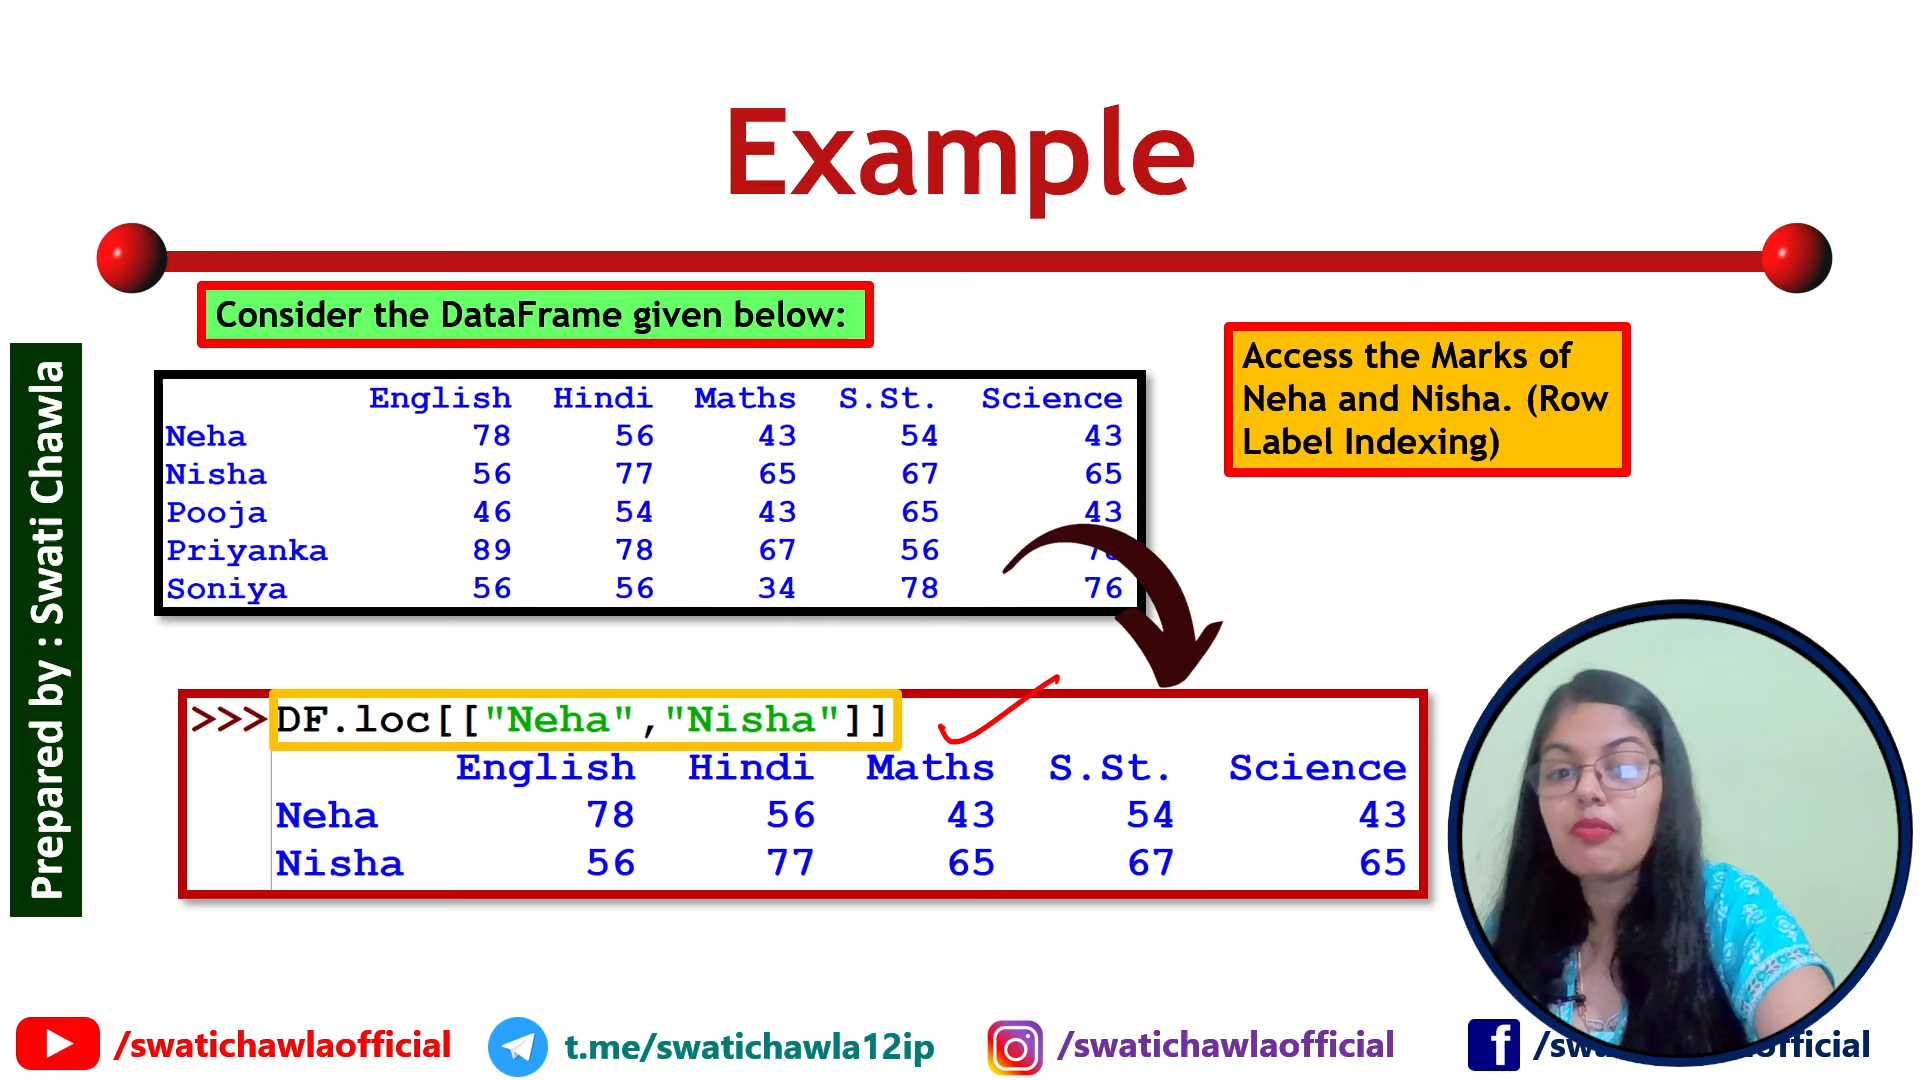 Example
Consider the DataFrame given below:
Access the Marks of
Neha and Nisha. (Row
Label Indexing)
English Hindi Maths S.St. Science
Neha 78 56 43 54 43
Nisha 56 77 65 67 65
Pooja 46 54 43 65 43
Priyanka 89 78 67 56
Soniya 56 56 34 78 76
Prepared by : Swati Chawla
>>> DF.loc[["Neha","Nisha"]]
English Hindi Maths S.St. Science
Neha 78 56 43 54 43
Nisha 56 77 65 67 65
/swatichawlaofficial
t.me/swatichawla12ip
/swatichawlaofficial